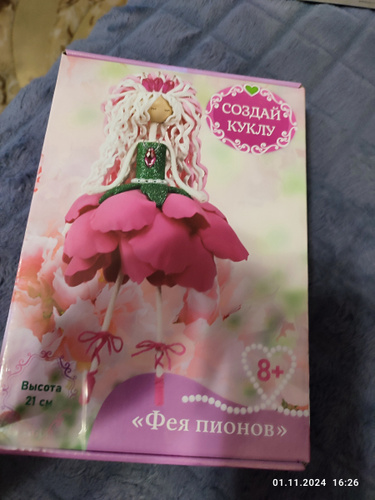 СОЗДАЙ
КУКЛУ
8+
Высота
21 см
«Фея пионов»
01.11.2024 16:26